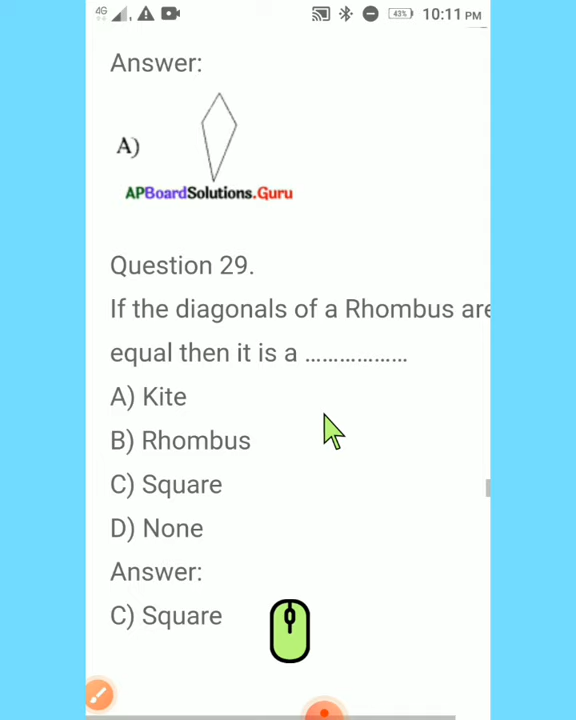 4G 43% 10:11 PM
Answer:
A)
APBoardSolutions.Guru
Question 29.
If the diagonals of a Rhombus are
equal then it is a ………………
A) Kite
B) Rhombus
C) Square
D) None
Answer:
C) Square